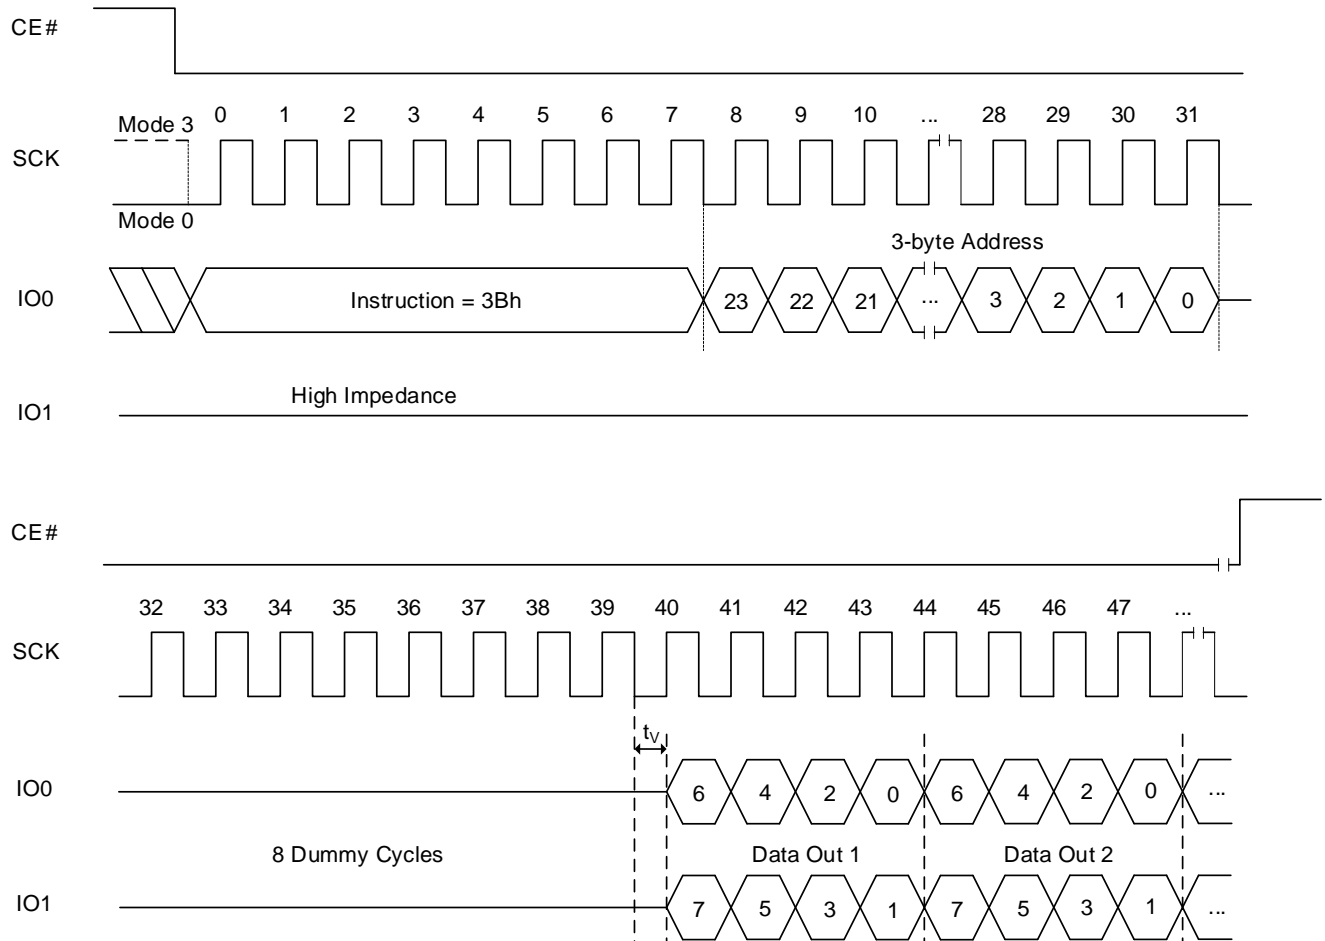 CE#
Mode 3 0 1 2 3 4 5 6 7 8 9 10 ... 28 29 30 31
SCK
Mode 0
3-byte Address
IO0 Instruction = 3Bh 23 22 21 ... 3 2 1 0
High Impedance
IO1
CE#
32 33 34 35 36 37 38 39 40 41 42 43 44 45 46 47 ...
SCK
tV
IO0 6 4 2 0 6 4 2 0 ...
8 Dummy Cycles Data Out 1 Data Out 2
IO1 7 5 3 1 7 5 3 1 ...